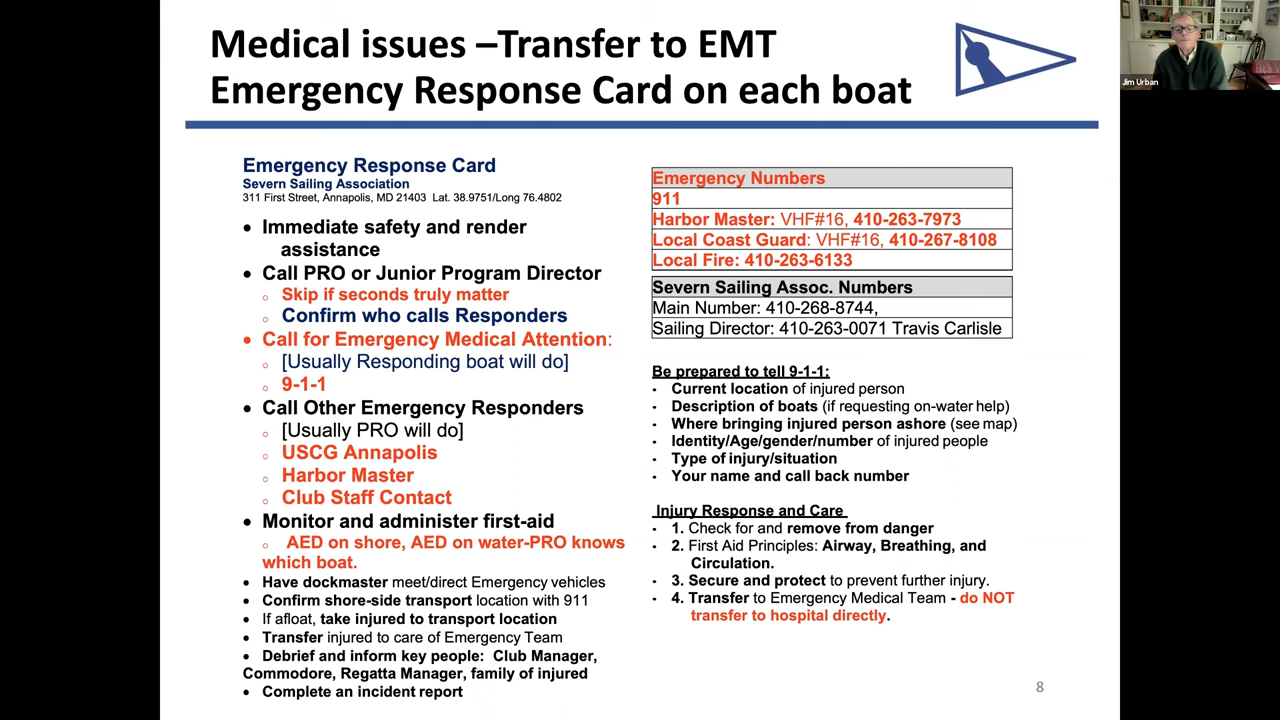 Medical issues –Transfer to EMT
Emergency Response Card on each boat
Jim Urban
Emergency Response Card
Severn Sailing Association
311 First Street, Annapolis, MD 21403 Lat. 38.9751/Long 76.4802
• Immediate safety and render
assistance
• Call PRO or Junior Program Director
o Skip if seconds truly matter
o Confirm who calls Responders
• Call for Emergency Medical Attention:
o [Usually Responding boat will do]
o 9-1-1
• Call Other Emergency Responders
o [Usually PRO will do]
o USCG Annapolis
o Harbor Master
o Club Staff Contact
• Monitor and administer first-aid
o AED on shore, AED on water-PRO knows
which boat.
• Have dockmaster meet/direct Emergency vehicles
• Confirm shore-side transport location with 911
• If afloat, take injured to transport location
• Transfer injured to care of Emergency Team
• Debrief and inform key people: Club Manager,
Commodore, Regatta Manager, family of injured
• Complete an incident report
Emergency Numbers
911
Harbor Master: VHF#16, 410-263-7973
Local Coast Guard: VHF#16, 410-267-8108
Local Fire: 410-263-6133
Severn Sailing Assoc. Numbers
Main Number: 410-268-8744,
Sailing Director: 410-263-0071 Travis Carlisle
Be prepared to tell 9-1-1:
• Current location of injured person
• Description of boats (if requesting on-water help)
• Where bringing injured person ashore (see map)
• Identity/Age/gender/number of injured people
• Type of injury/situation
• Your name and call back number
Injury Response and Care
• 1. Check for and remove from danger
• 2. First Aid Principles: Airway, Breathing, and
Circulation.
• 3. Secure and protect to prevent further injury.
• 4. Transfer to Emergency Medical Team - do NOT
transfer to hospital directly.
8